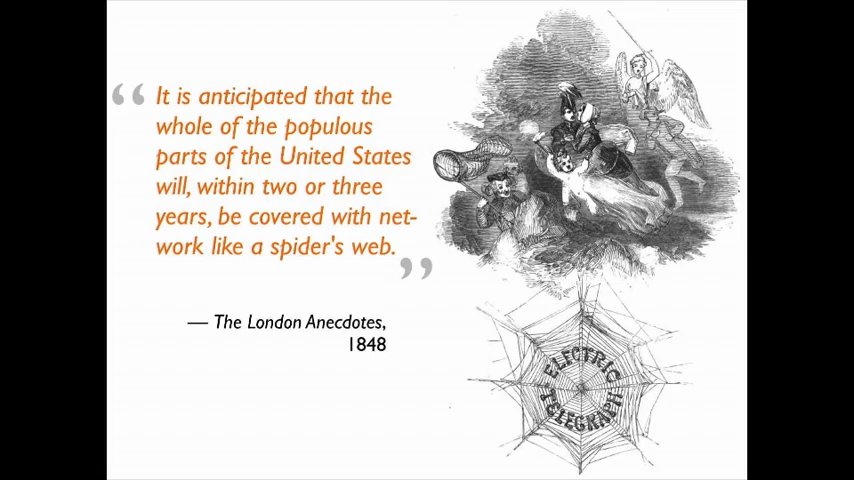 “ It is anticipated that the
whole of the populous
parts of the United States
will, within two or three
years, be covered with net-
work like a spider's web. ”
— The London Anecdotes,
1848
ELECTRIC
TELEGRAPH